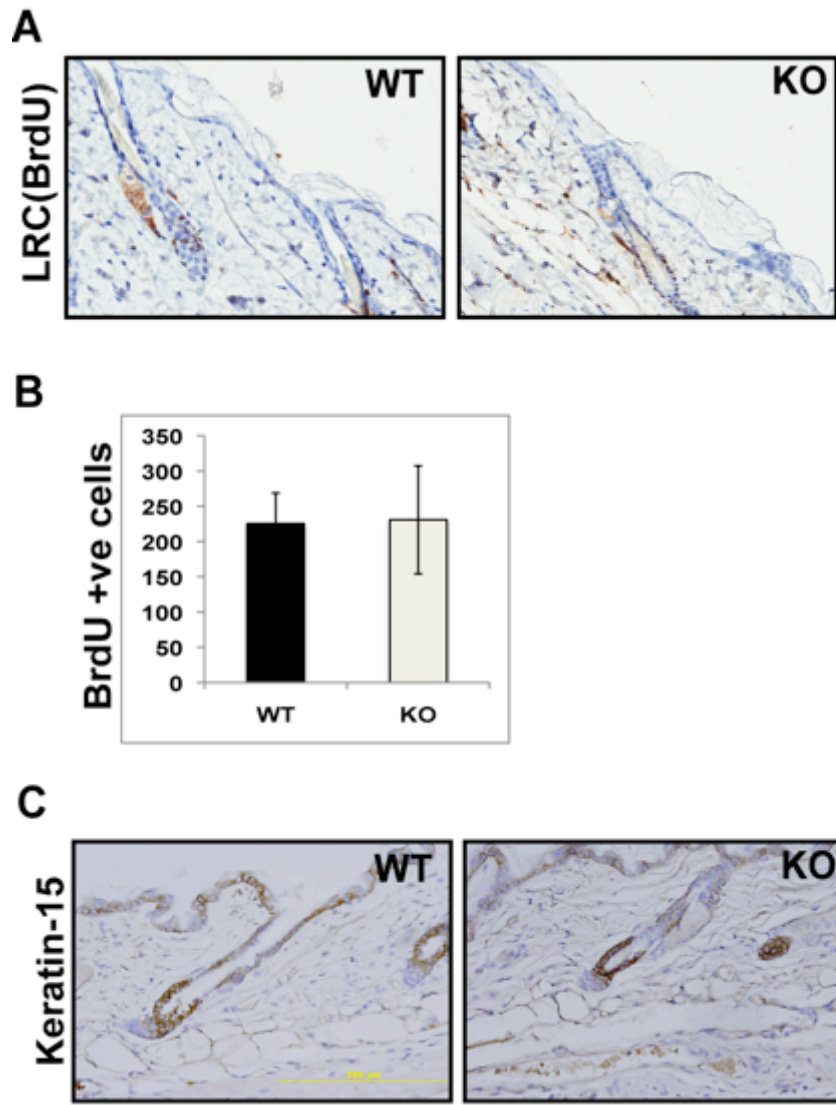 A
LRC(BrdU)
WT
KO
B
BrdU +ve cells
350
300
250
200
150
100
50
0
WT
KO
C
Keratin-15
WT
KO